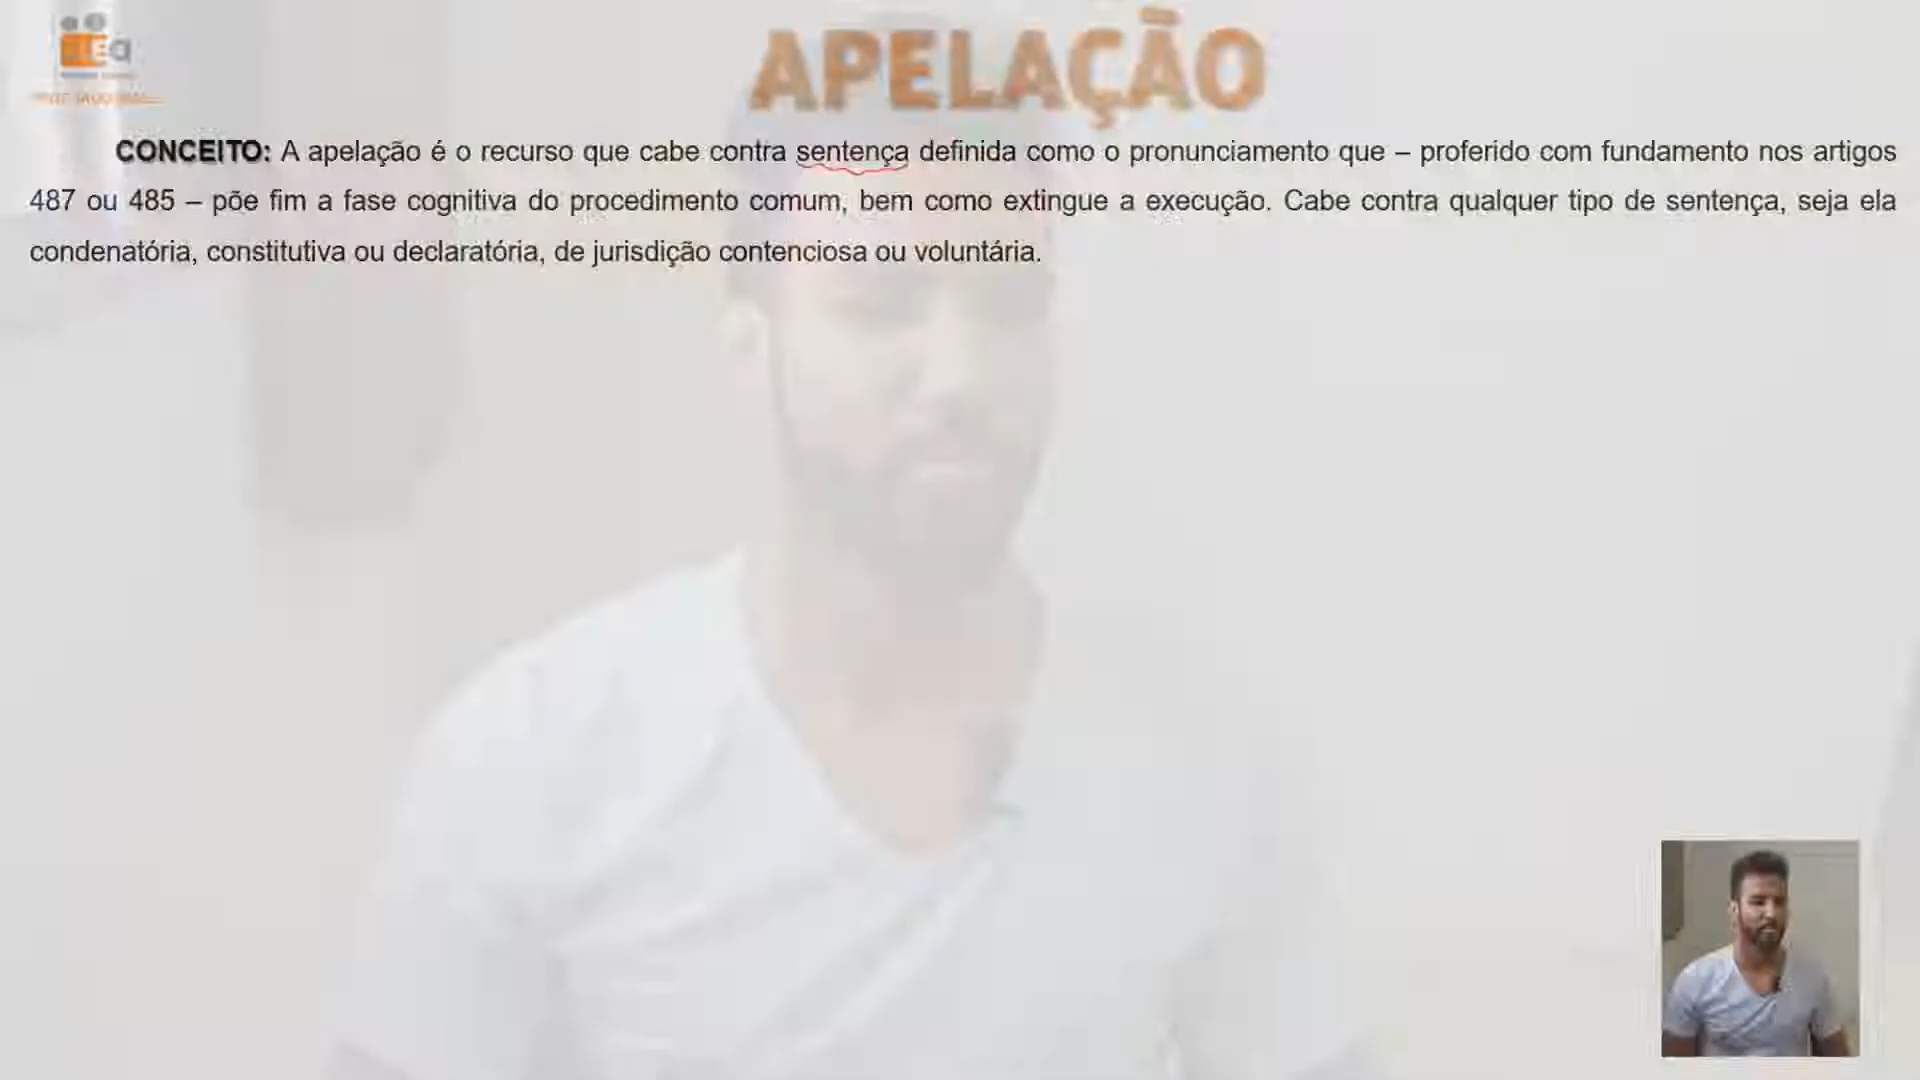 APELAÇÃO
CONCEITO: A apelação é o recurso que cabe contra sentença definida como o pronunciamento que – proferido com fundamento nos artigos
487 ou 485 – põe fim a fase cognitiva do procedimento comum, bem como extingue a execução. Cabe contra qualquer tipo de sentença, seja ela
condenatória, constitutiva ou declaratória, de jurisdição contenciosa ou voluntária.